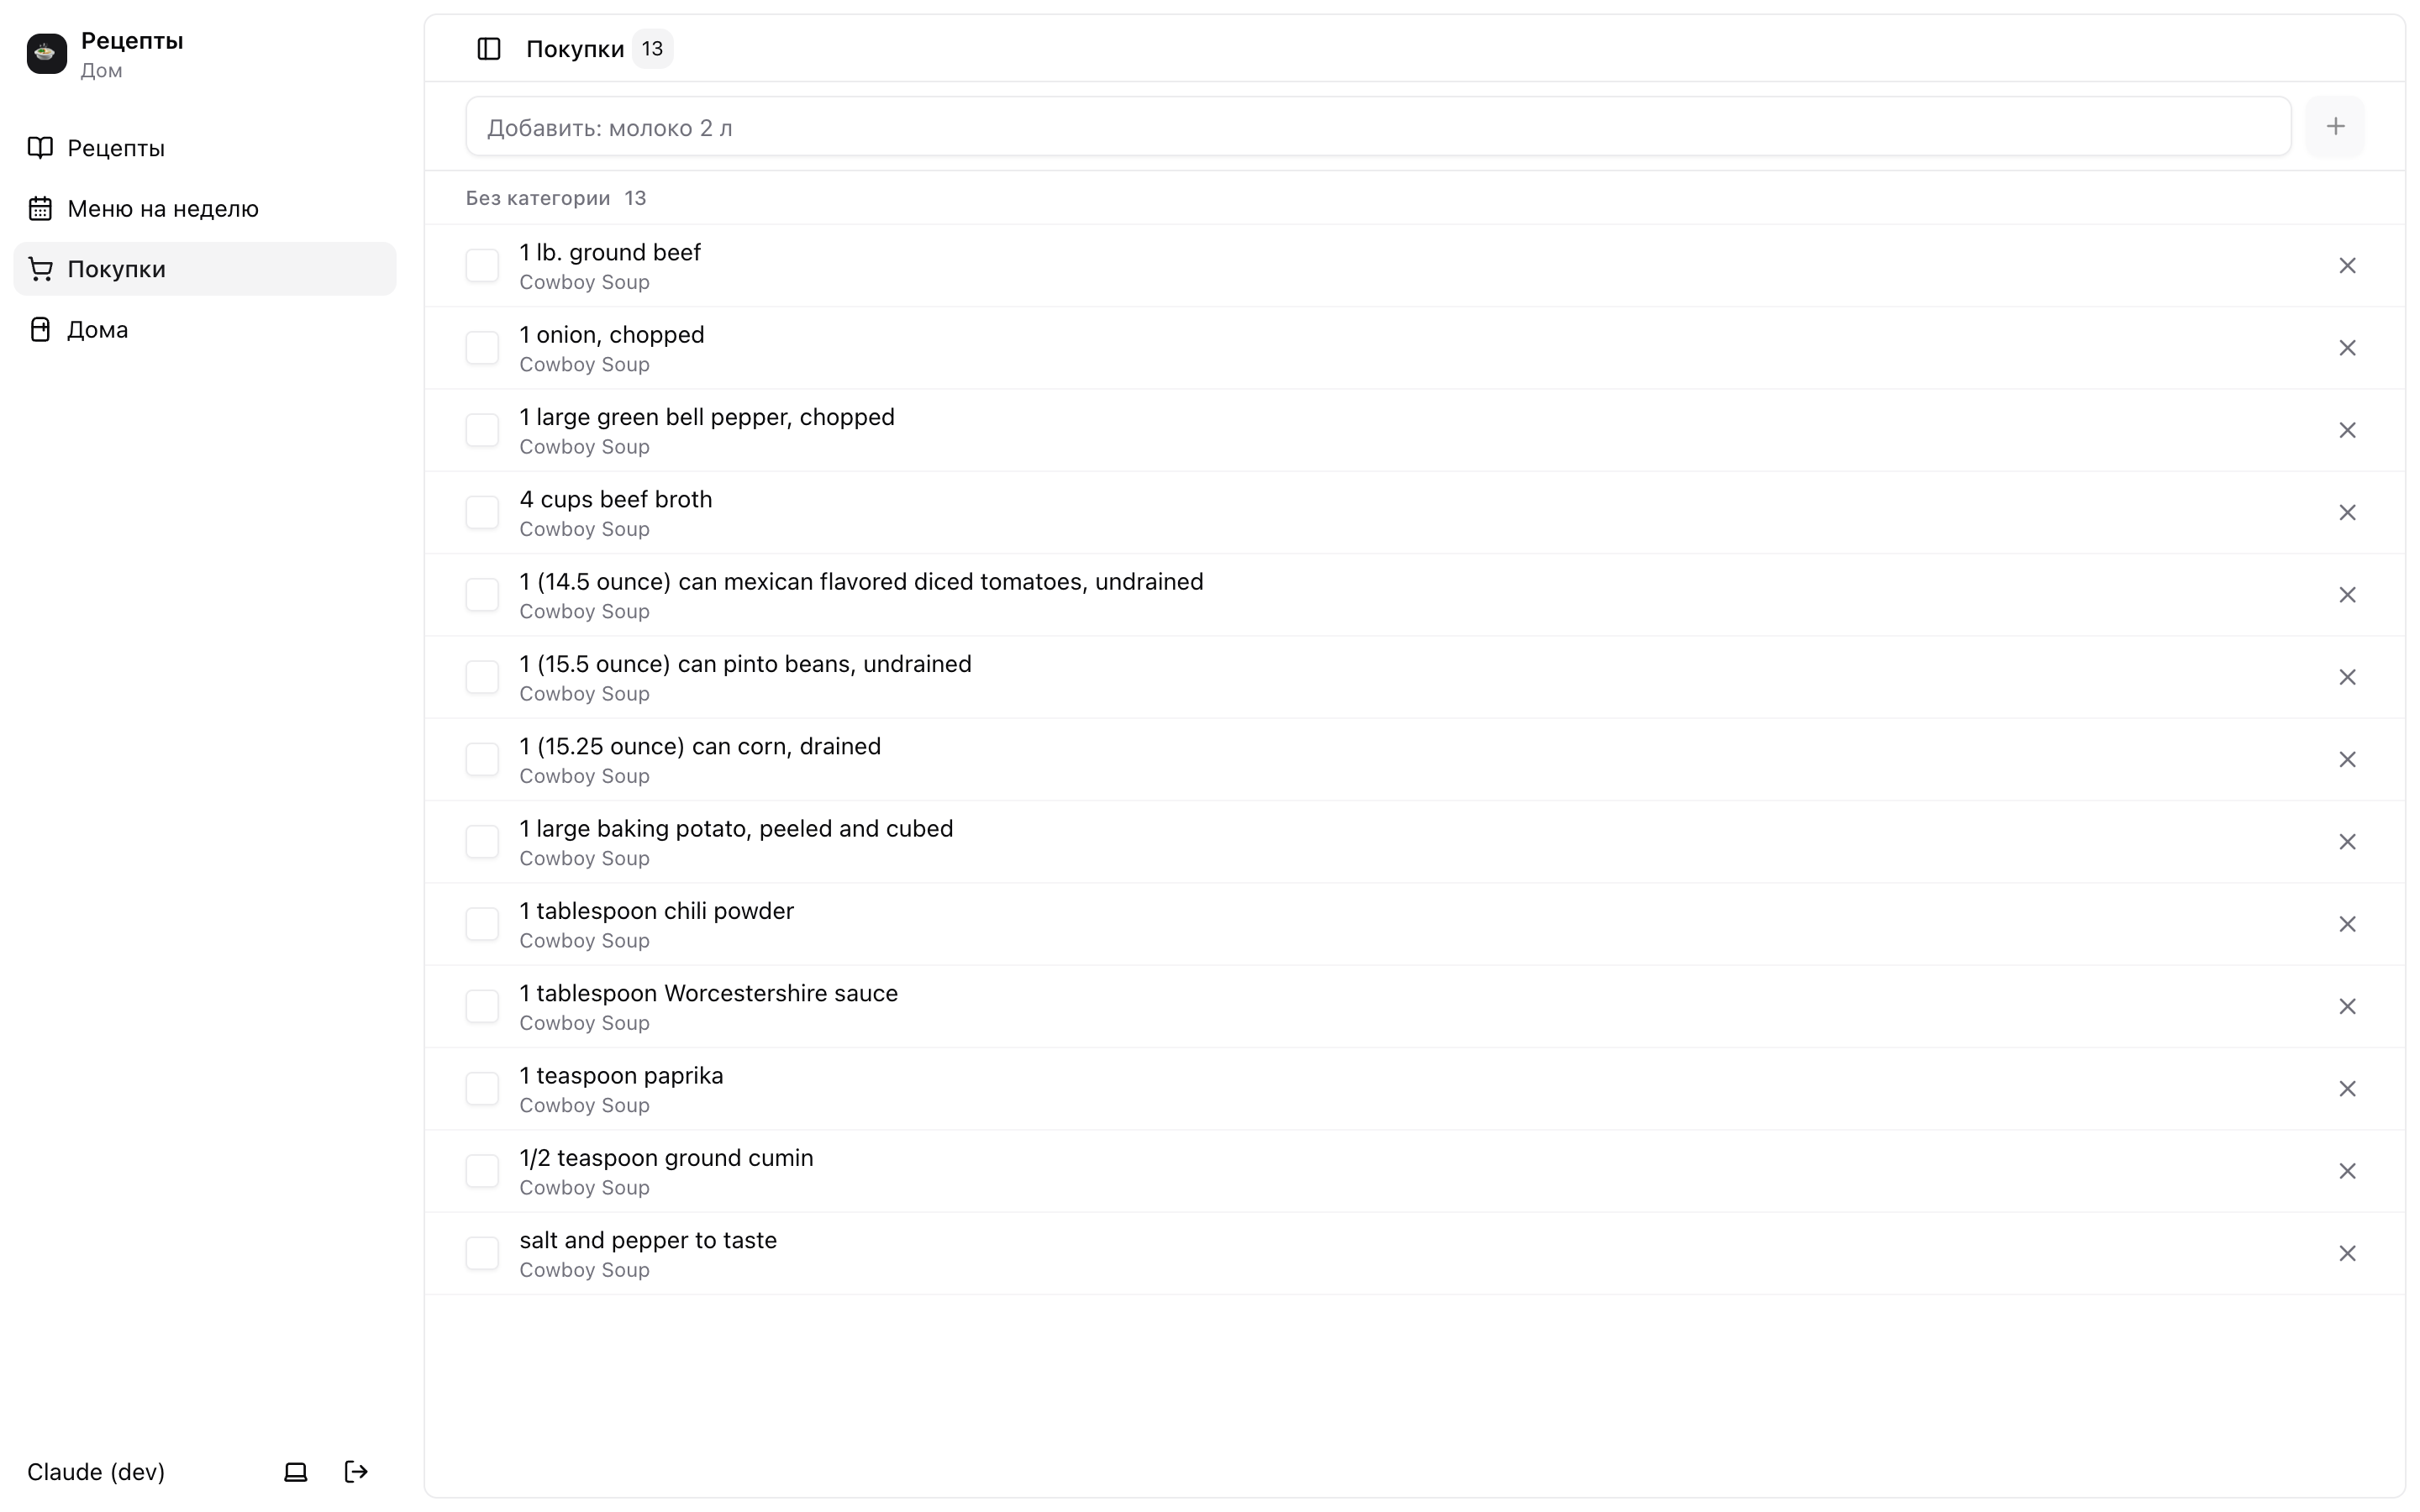 Рецепты
Дом
Рецепты
Меню на неделю
Покупки
Дома
Claude (dev)
Покупки 13
Добавить: молоко 2 л
Без категории 13
1 lb. ground beef
Cowboy Soup
1 onion, chopped
Cowboy Soup
1 large green bell pepper, chopped
Cowboy Soup
4 cups beef broth
Cowboy Soup
1 (14.5 ounce) can mexican flavored diced tomatoes, undrained
Cowboy Soup
1 (15.5 ounce) can pinto beans, undrained
Cowboy Soup
1 (15.25 ounce) can corn, drained
Cowboy Soup
1 large baking potato, peeled and cubed
Cowboy Soup
1 tablespoon chili powder
Cowboy Soup
1 tablespoon Worcestershire sauce
Cowboy Soup
1 teaspoon paprika
Cowboy Soup
1/2 teaspoon ground cumin
Cowboy Soup
salt and pepper to taste
Cowboy Soup